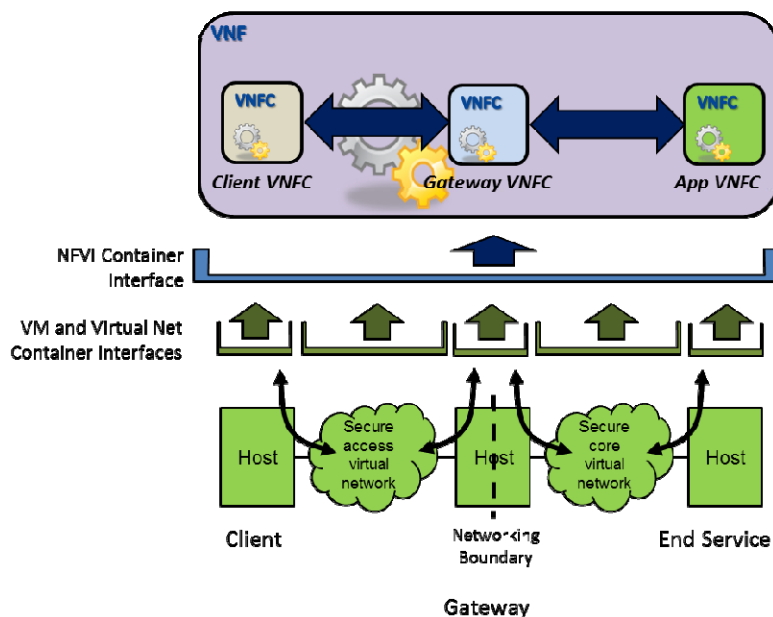 VNF
VNFC
VNFC
VNFC
Client VNFC
Gateway VNFC
App VNFC
NFVI Container
Interface
VM and Virtual Net
Container Interfaces
Host
Secure
access
virtual
network
Host
Secure
core
virtual
network
Host
Client
Networking
Boundary
End Service
Gateway